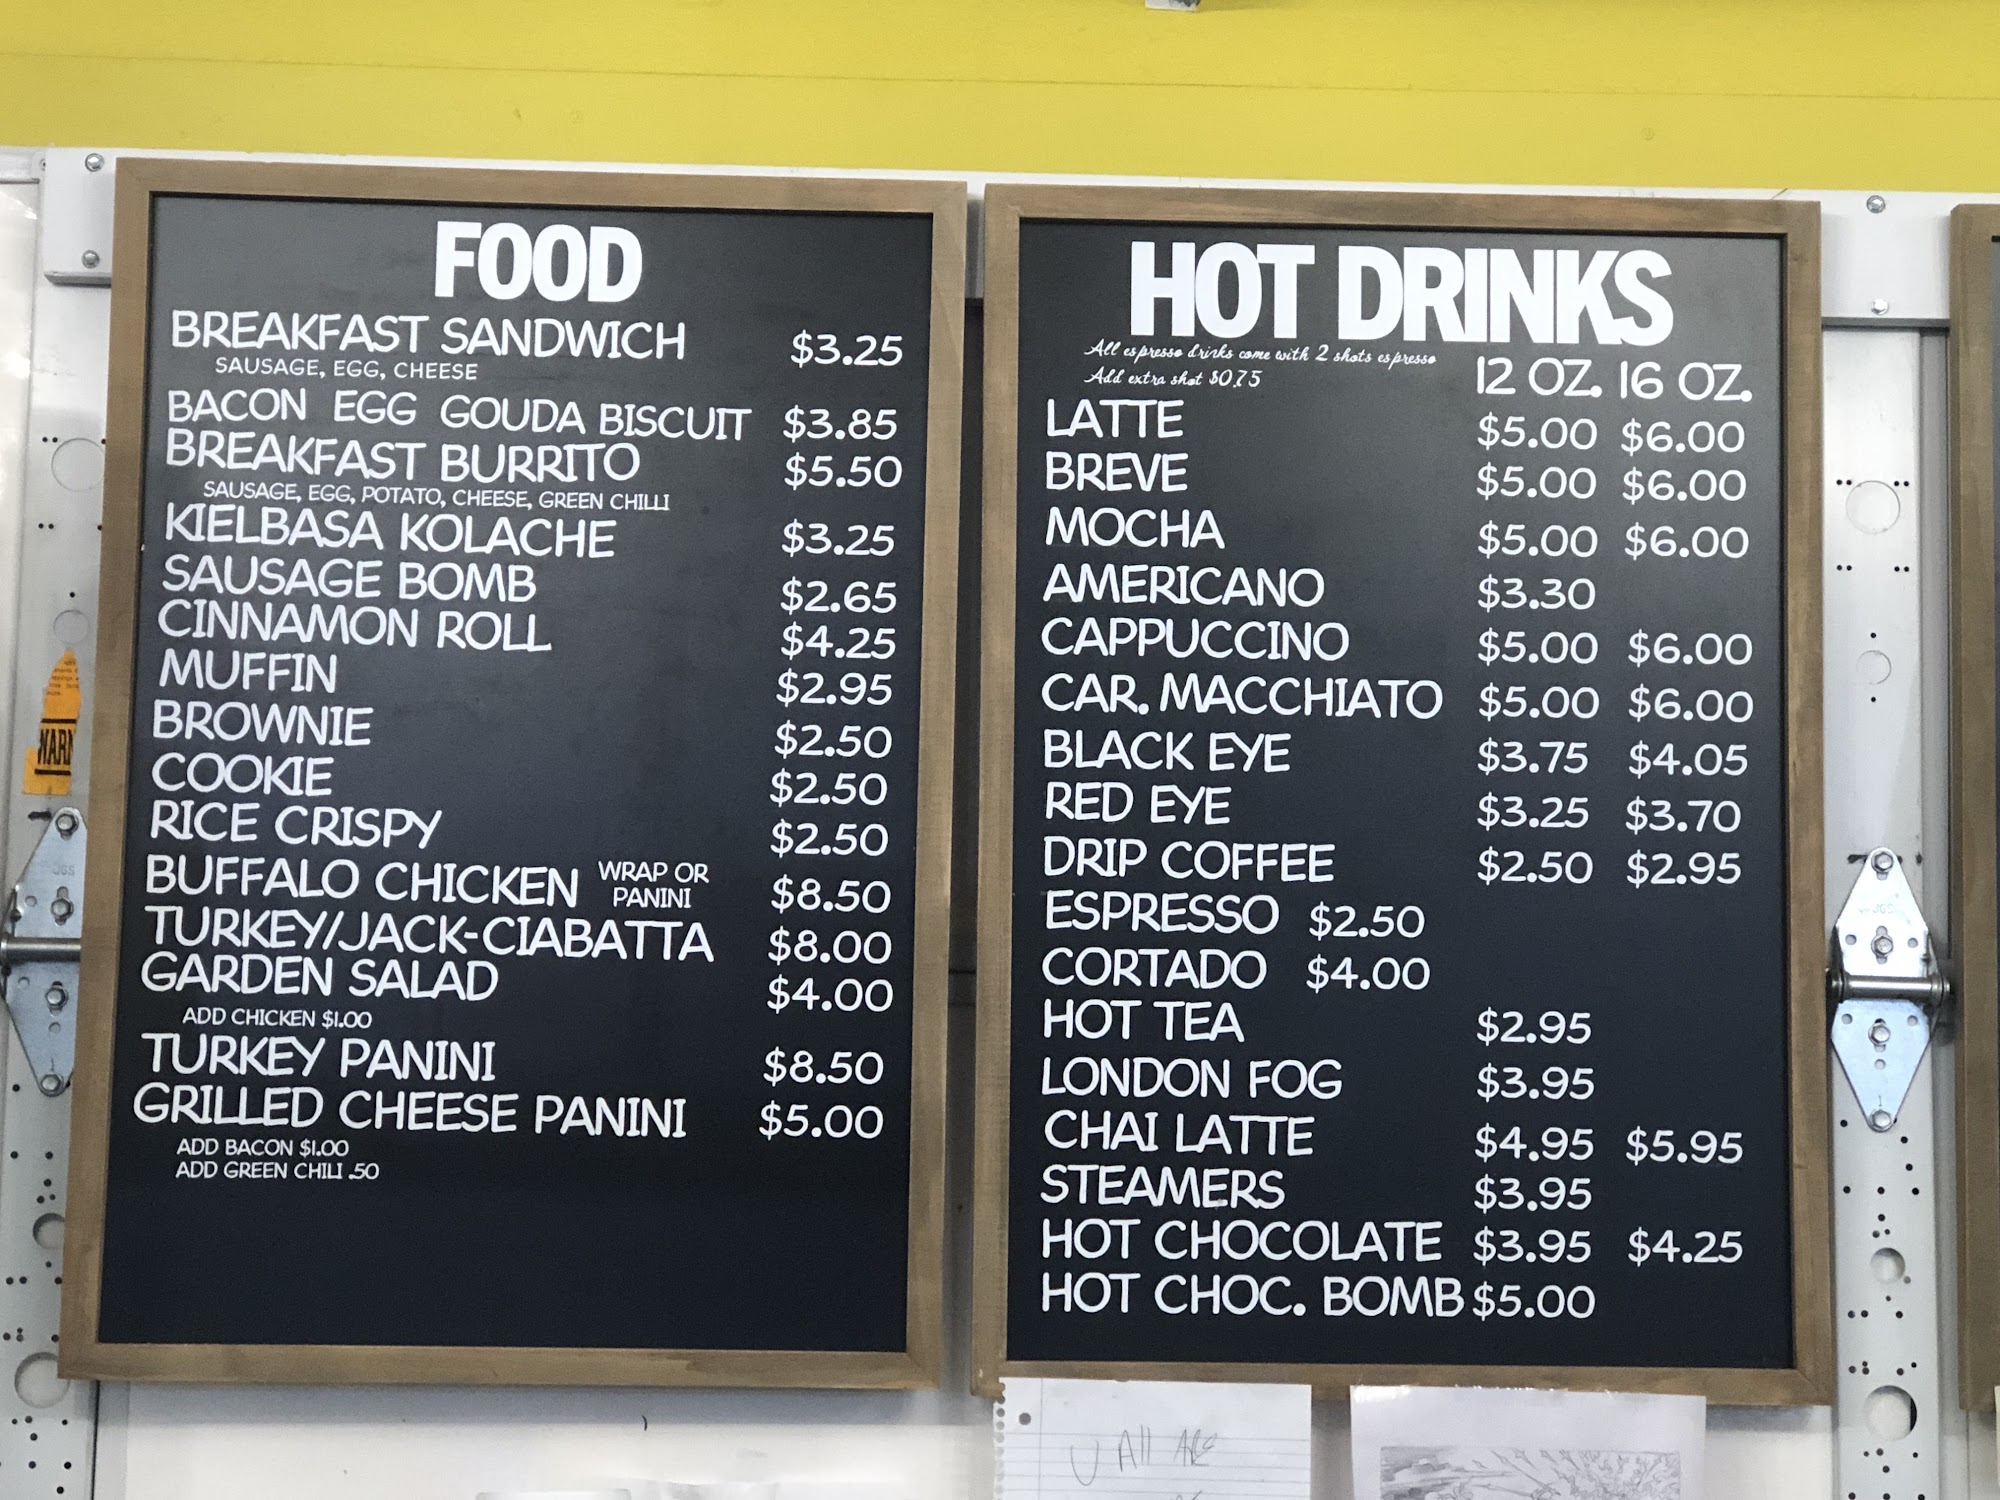 FOOD
BREAKFAST SANDWICH $3.25
SAUSAGE, EGG, CHEESE
BACON EGG GOUDA BISCUIT $3.85
BREAKFAST BURRITO $5.50
SAUSAGE, EGG, POTATO, CHEESE, GREEN CHILLI
KIELBASA KOLACHE $3.25
SAUSAGE BOMB $2.65
CINNAMON ROLL $4.25
MUFFIN $2.95
BROWNIE $2.50
COOKIE $2.50
RICE CRISPY $2.50
BUFFALO CHICKEN WRAP OR PANINI $8.50
TURKEY/JACK-CIABATTA $8.00
GARDEN SALAD $4.00
ADD CHICKEN $1.00
TURKEY PANINI $8.50
GRILLED CHEESE PANINI $5.00
ADD BACON $1.00
ADD GREEN CHILI .50
HOT DRINKS
All espresso drinks come with 2 shots espresso
Add extra shot $0.75
12 OZ. 16 OZ.
LATTE $5.00 $6.00
BREVE $5.00 $6.00
MOCHA $5.00 $6.00
AMERICANO $3.30
CAPPUCCINO $5.00 $6.00
CAR. MACCHIATO $5.00 $6.00
BLACK EYE $3.75 $4.05
RED EYE $3.25 $3.70
DRIP COFFEE $2.50 $2.95
ESPRESSO $2.50
CORTADO $4.00
HOT TEA $2.95
LONDON FOG $3.95
CHAI LATTE $4.95 $5.95
STEAMERS $3.95
HOT CHOCOLATE $3.95 $4.25
HOT CHOC. BOMB $5.00
U All Are
WARN